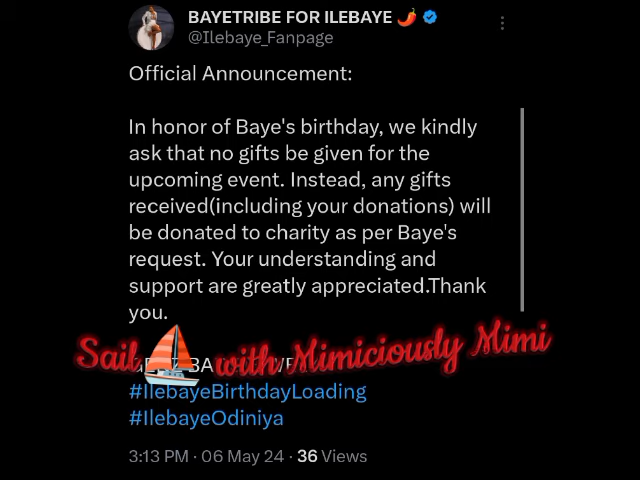 BAYETRIBE FOR ILEBAYE
@Ilebaye_Fanpage
Official Announcement:
In honor of Baye's birthday, we kindly
ask that no gifts be given for the
upcoming event. Instead, any gifts
received(including your donations) will
be donated to charity as per Baye's
request. Your understanding and
support are greatly appreciated.Thank
you.
Sail with Mimiciously Mimi
#IlebayeBirthdayLoading
#IlebayeOdiniya
3:13 PM · 06 May 24 · 36 Views